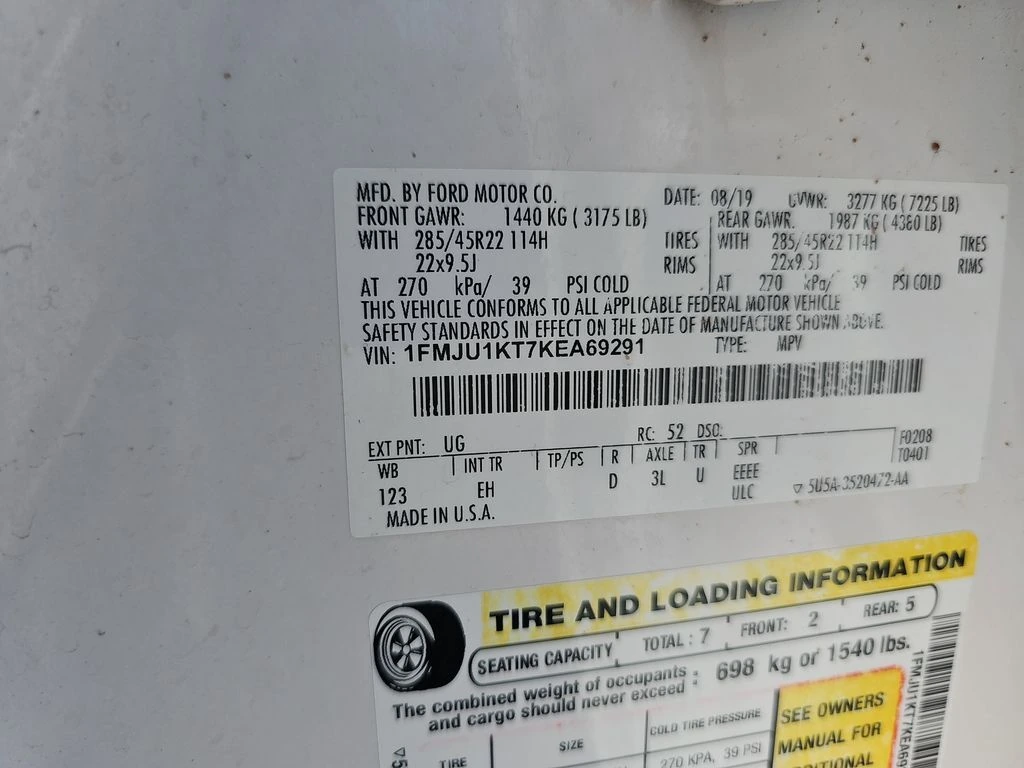 MFD. BY FORD MOTOR CO. DATE: 08/19 GVWR: 3277 KG ( 7225 LB)
FRONT GAWR: 1440 KG ( 3175 LB) REAR GAWR. 1987 KG ( 4380 LB)
WITH 285/45R22 114H TIRES WITH 285/45R22 114H TIRES
22x9.5J RIMS 22x9.5J RIMS
AT 270 kPa/ 39 PSI COLD AT 270 kPa/ 39 PSI COLD
THIS VEHICLE CONFORMS TO ALL APPLICABLE FEDERAL MOTOR VEHICLE
SAFETY STANDARDS IN EFFECT ON THE DATE OF MANUFACTURE SHOWN ABOVE.
VIN: 1FMJU1KT7KEA69291 TYPE: MPV
EXT PNT: UG RC: 52 DSO: F0208
WB INT TR TP/PS R AXLE TR SPR T0401
123 EH D 3L U EEEE
ULC 5U5A-3520472-AA
MADE IN U.S.A.
TIRE AND LOADING INFORMATION
SEATING CAPACITY TOTAL : 7 FRONT: 2 REAR: 5
The combined weight of occupants : 698 kg or 1540 lbs.
and cargo should never exceed
TIRE SIZE COLD TIRE PRESSURE SEE OWNERS
270 KPA, 39 PSI MANUAL FOR
1FMJU1KT7KEA69